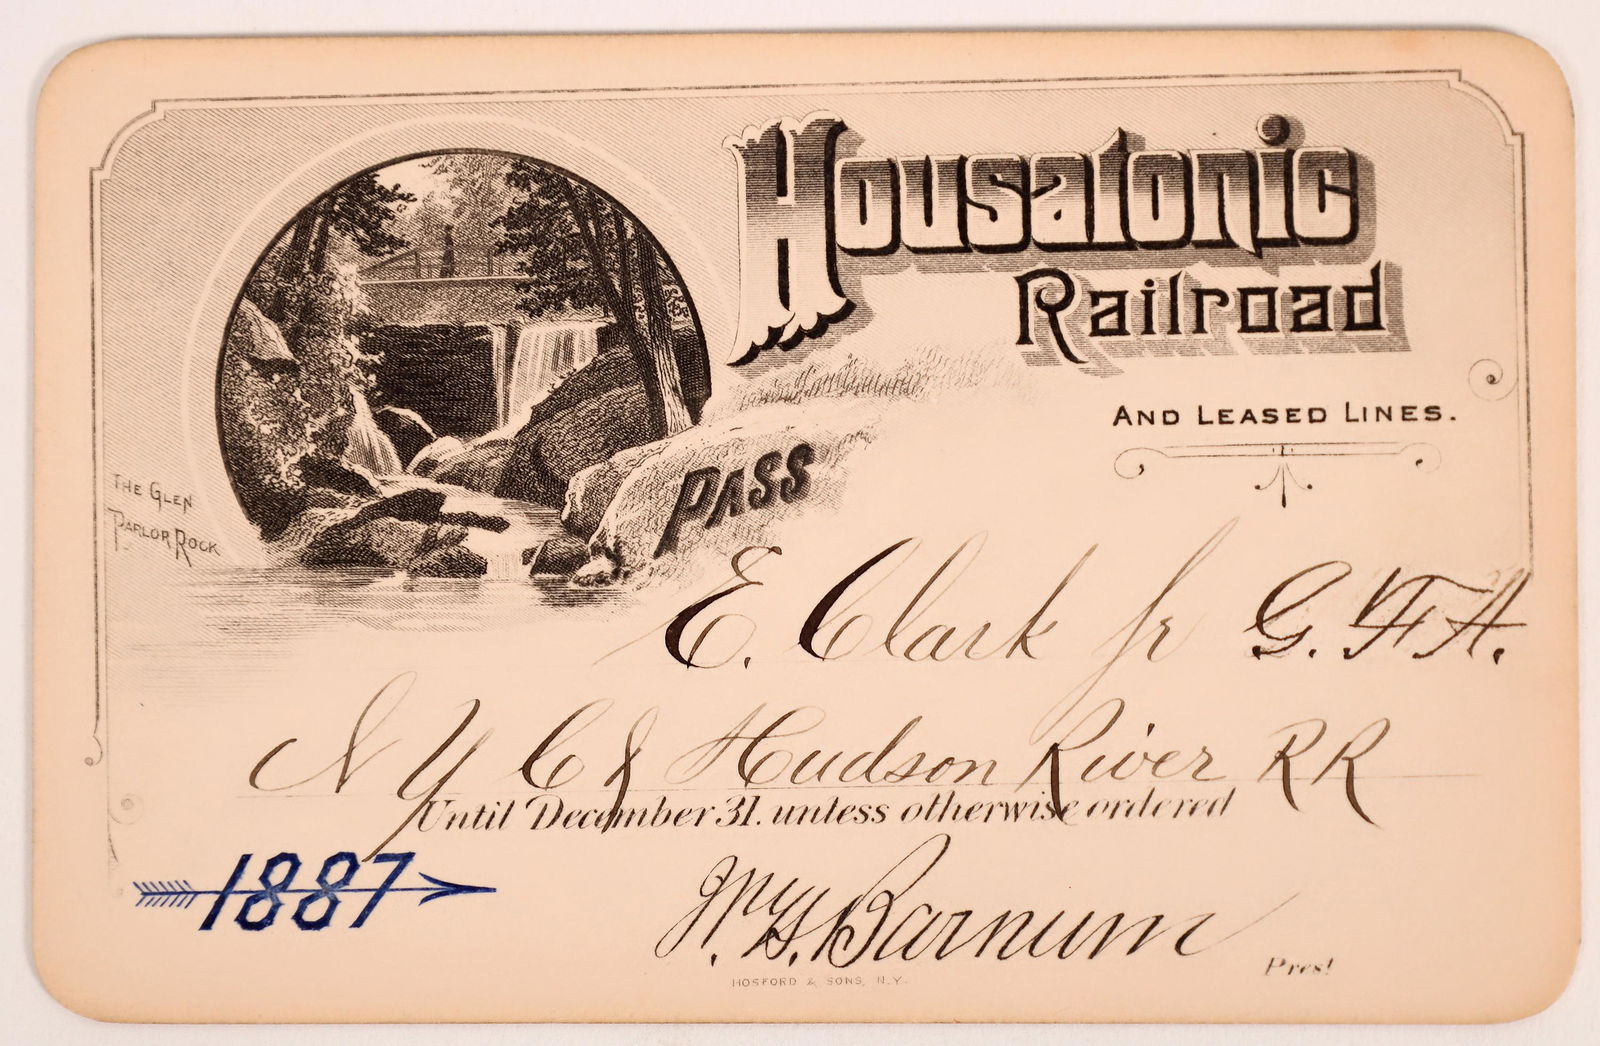 Housatonic
Railroad
AND LEASED LINES.
THE GLEN
PARLOR ROCK
PASS
E. Clark Jr G. F. A.
N Y C & Hudson River RR
Until December 31. unless otherwise ordered
1887
Wm H. Barnum
Prest
HOSFORD & SONS, N.Y.